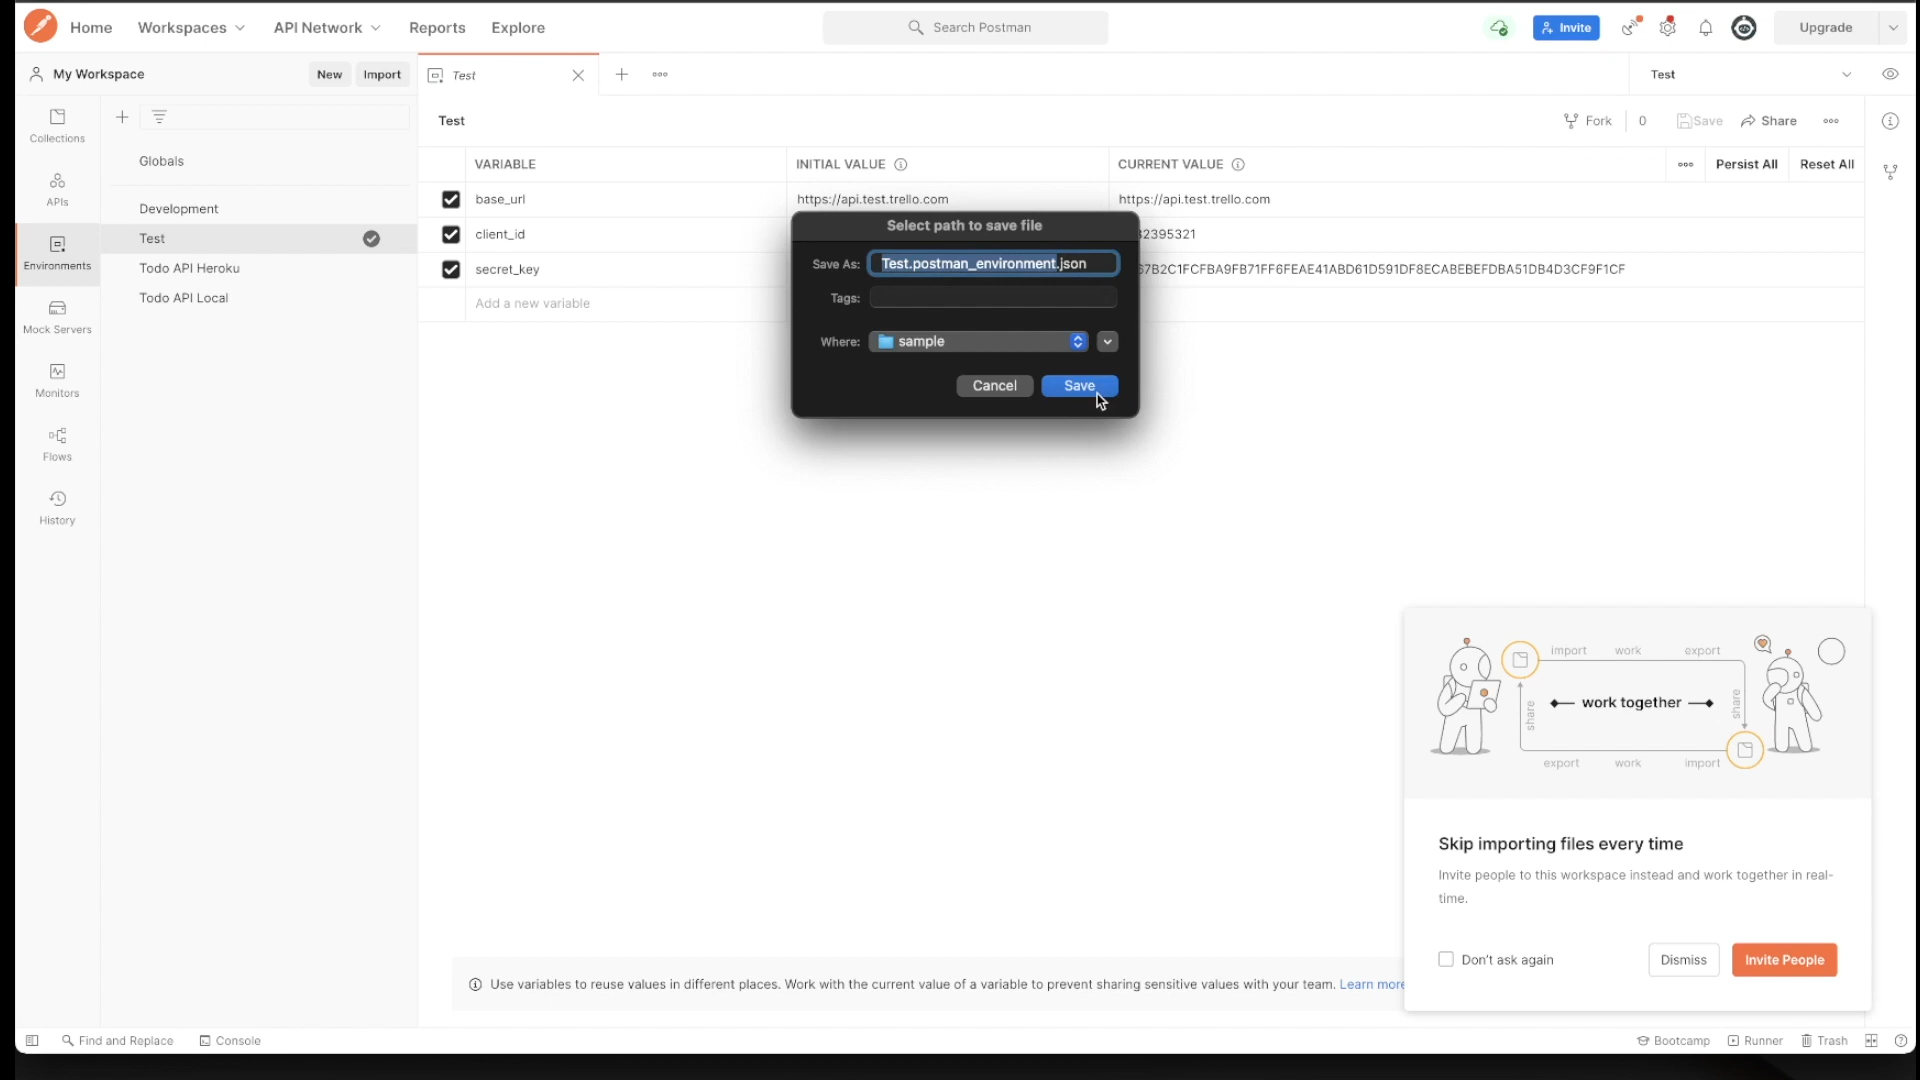 Home Workspaces API Network Reports Explore Search Postman Invite Upgrade
My Workspace New Import Test Test
Collections
APIs
Environments
Mock Servers
Monitors
Flows
History
Globals
Development
Test
Todo API Heroku
Todo API Local
Test Fork 0 Save Share
VARIABLE INITIAL VALUE CURRENT VALUE Persist All Reset All
base_url https://api.test.trello.com https://api.test.trello.com
client_id 2395321
secret_key 67B2C1FCFBA9FB71FF6FEAE41ABD61D591DF8ECABEBEFDBA51DB4D3CF9F1CF
Add a new variable
Select path to save file
Save As: Test.postman_environment.json
Tags:
Where: sample
Cancel Save
import work export
share work together share
export work import
Skip importing files every time
Invite people to this workspace instead and work together in real-
time.
Don't ask again Dismiss Invite People
Use variables to reuse values in different places. Work with the current value of a variable to prevent sharing sensitive values with your team. Learn more
Find and Replace Console Bootcamp Runner Trash